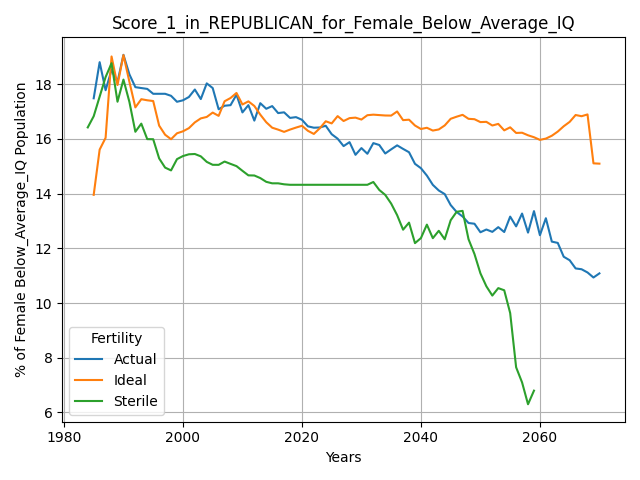 Score_1_in_REPUBLICAN_for_Female_Below_Average_IQ
% of Female Below_Average_IQ Population
18
16
14
12
10
8
6
Fertility
Actual
Ideal
Sterile
1980 2000 2020 2040 2060
Years